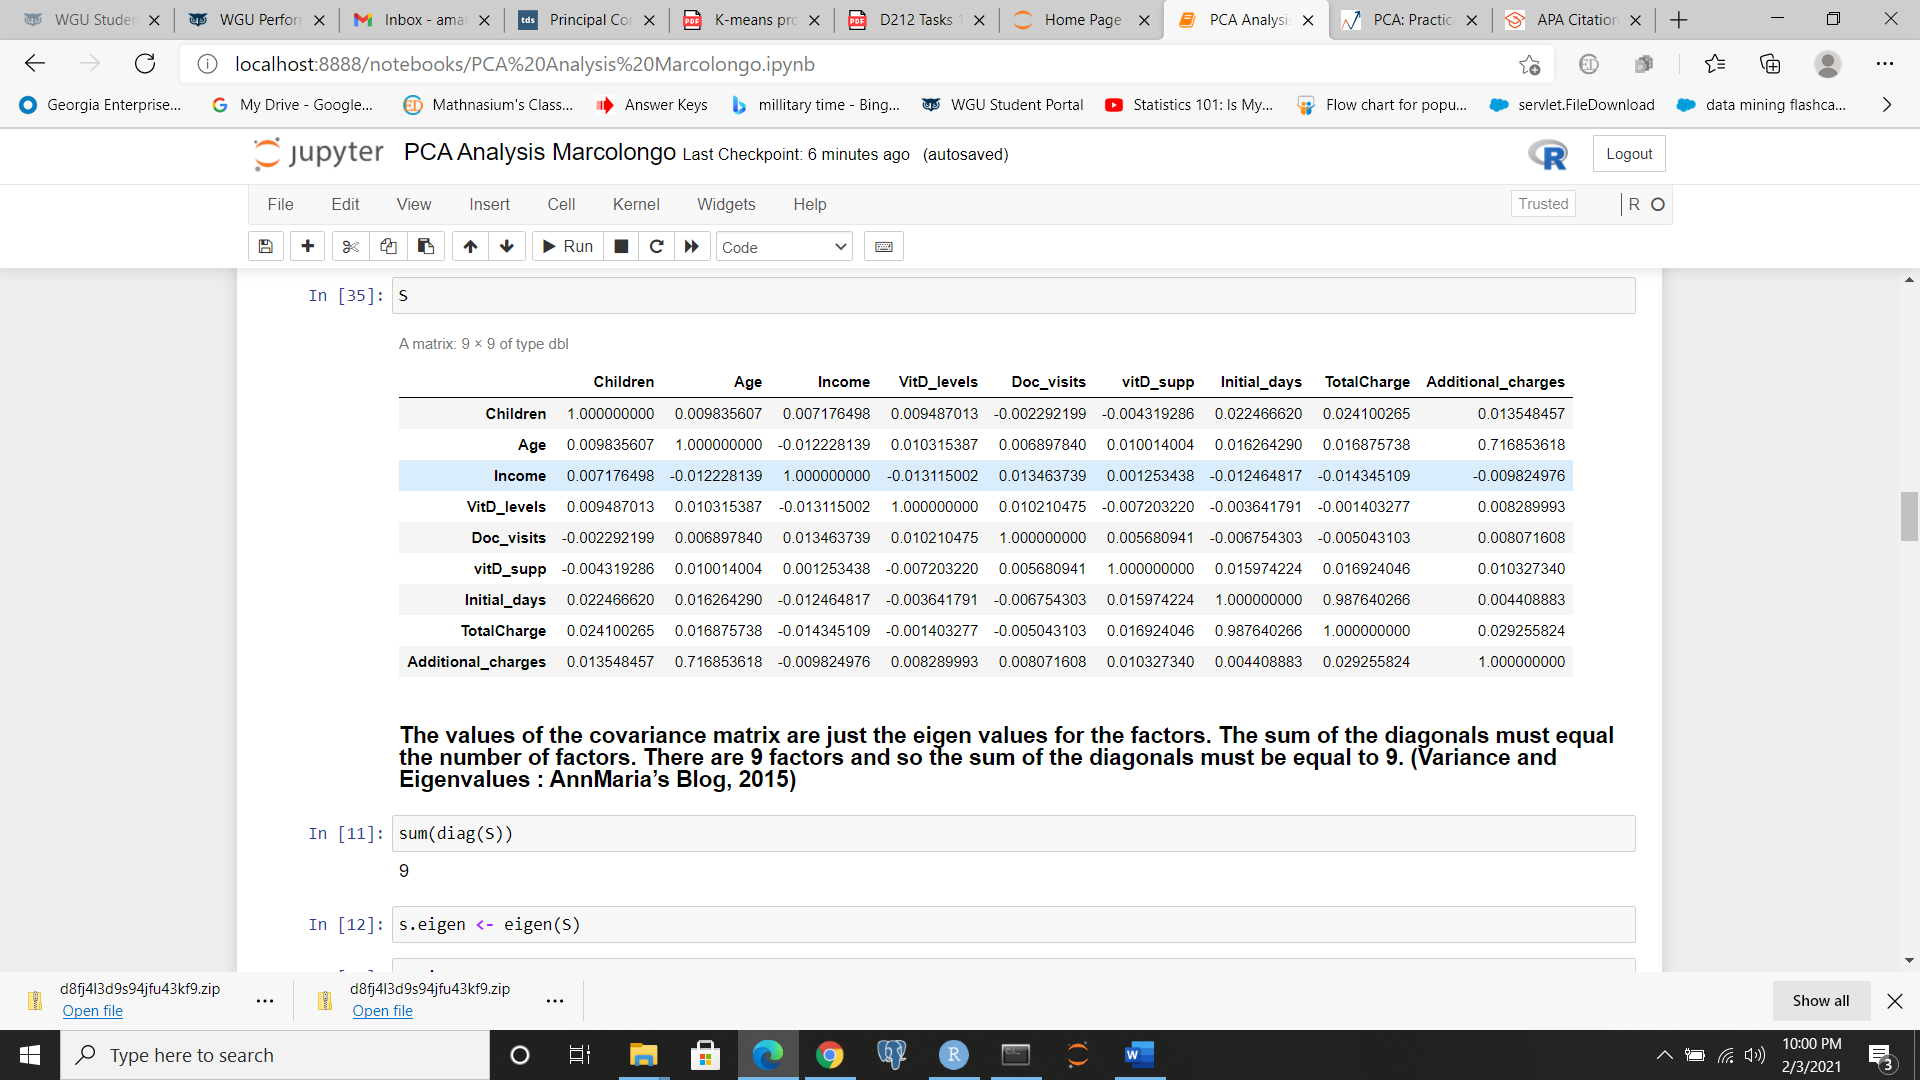 WGU Studer
WGU Perfor
Inbox - ama
Principal Co
K-means pro
D212 Tasks 1
Home Page
PCA Analysis
PCA: Practic
APA Citation
localhost:8888/notebooks/PCA%20Analysis%20Marcolongo.ipynb
Georgia Enterprise... My Drive - Google... Mathnasium's Class... Answer Keys millitary time - Bing... WGU Student Portal Statistics 101: Is My... Flow chart for popu... servlet.FileDownload data mining flashca...
jupyter PCA Analysis Marcolongo Last Checkpoint: 6 minutes ago (autosaved) Logout
File Edit View Insert Cell Kernel Widgets Help Trusted R
Run Code
In [35]: S
A matrix: 9 × 9 of type dbl
Children Age Income VitD_levels Doc_visits vitD_supp Initial_days TotalCharge Additional_charges
Children 1.000000000 0.009835607 0.007176498 0.009487013 -0.002292199 -0.004319286 0.022466620 0.024100265 0.013548457
Age 0.009835607 1.000000000 -0.012228139 0.010315387 0.006897840 0.010014004 0.016264290 0.016875738 0.716853618
Income 0.007176498 -0.012228139 1.000000000 -0.013115002 0.013463739 0.001253438 -0.012464817 -0.014345109 -0.009824976
VitD_levels 0.009487013 0.010315387 -0.013115002 1.000000000 0.010210475 -0.007203220 -0.003641791 -0.001403277 0.008289993
Doc_visits -0.002292199 0.006897840 0.013463739 0.010210475 1.000000000 0.005680941 -0.006754303 -0.005043103 0.008071608
vitD_supp -0.004319286 0.010014004 0.001253438 -0.007203220 0.005680941 1.000000000 0.015974224 0.016924046 0.010327340
Initial_days 0.022466620 0.016264290 -0.012464817 -0.003641791 -0.006754303 0.015974224 1.000000000 0.987640266 0.004408883
TotalCharge 0.024100265 0.016875738 -0.014345109 -0.001403277 -0.005043103 0.016924046 0.987640266 1.000000000 0.029255824
Additional_charges 0.013548457 0.716853618 -0.009824976 0.008289993 0.008071608 0.010327340 0.004408883 0.029255824 1.000000000
The values of the covariance matrix are just the eigen values for the factors. The sum of the diagonals must equal
the number of factors. There are 9 factors and so the sum of the diagonals must be equal to 9. (Variance and
Eigenvalues : AnnMaria’s Blog, 2015)
In [11]: sum(diag(S))
9
In [12]: s.eigen <- eigen(S)
d8fj4l3d9s94jfu43kf9.zip
Open file
d8fj4l3d9s94jfu43kf9.zip
Open file
Show all
Type here to search
10:00 PM
2/3/2021
3